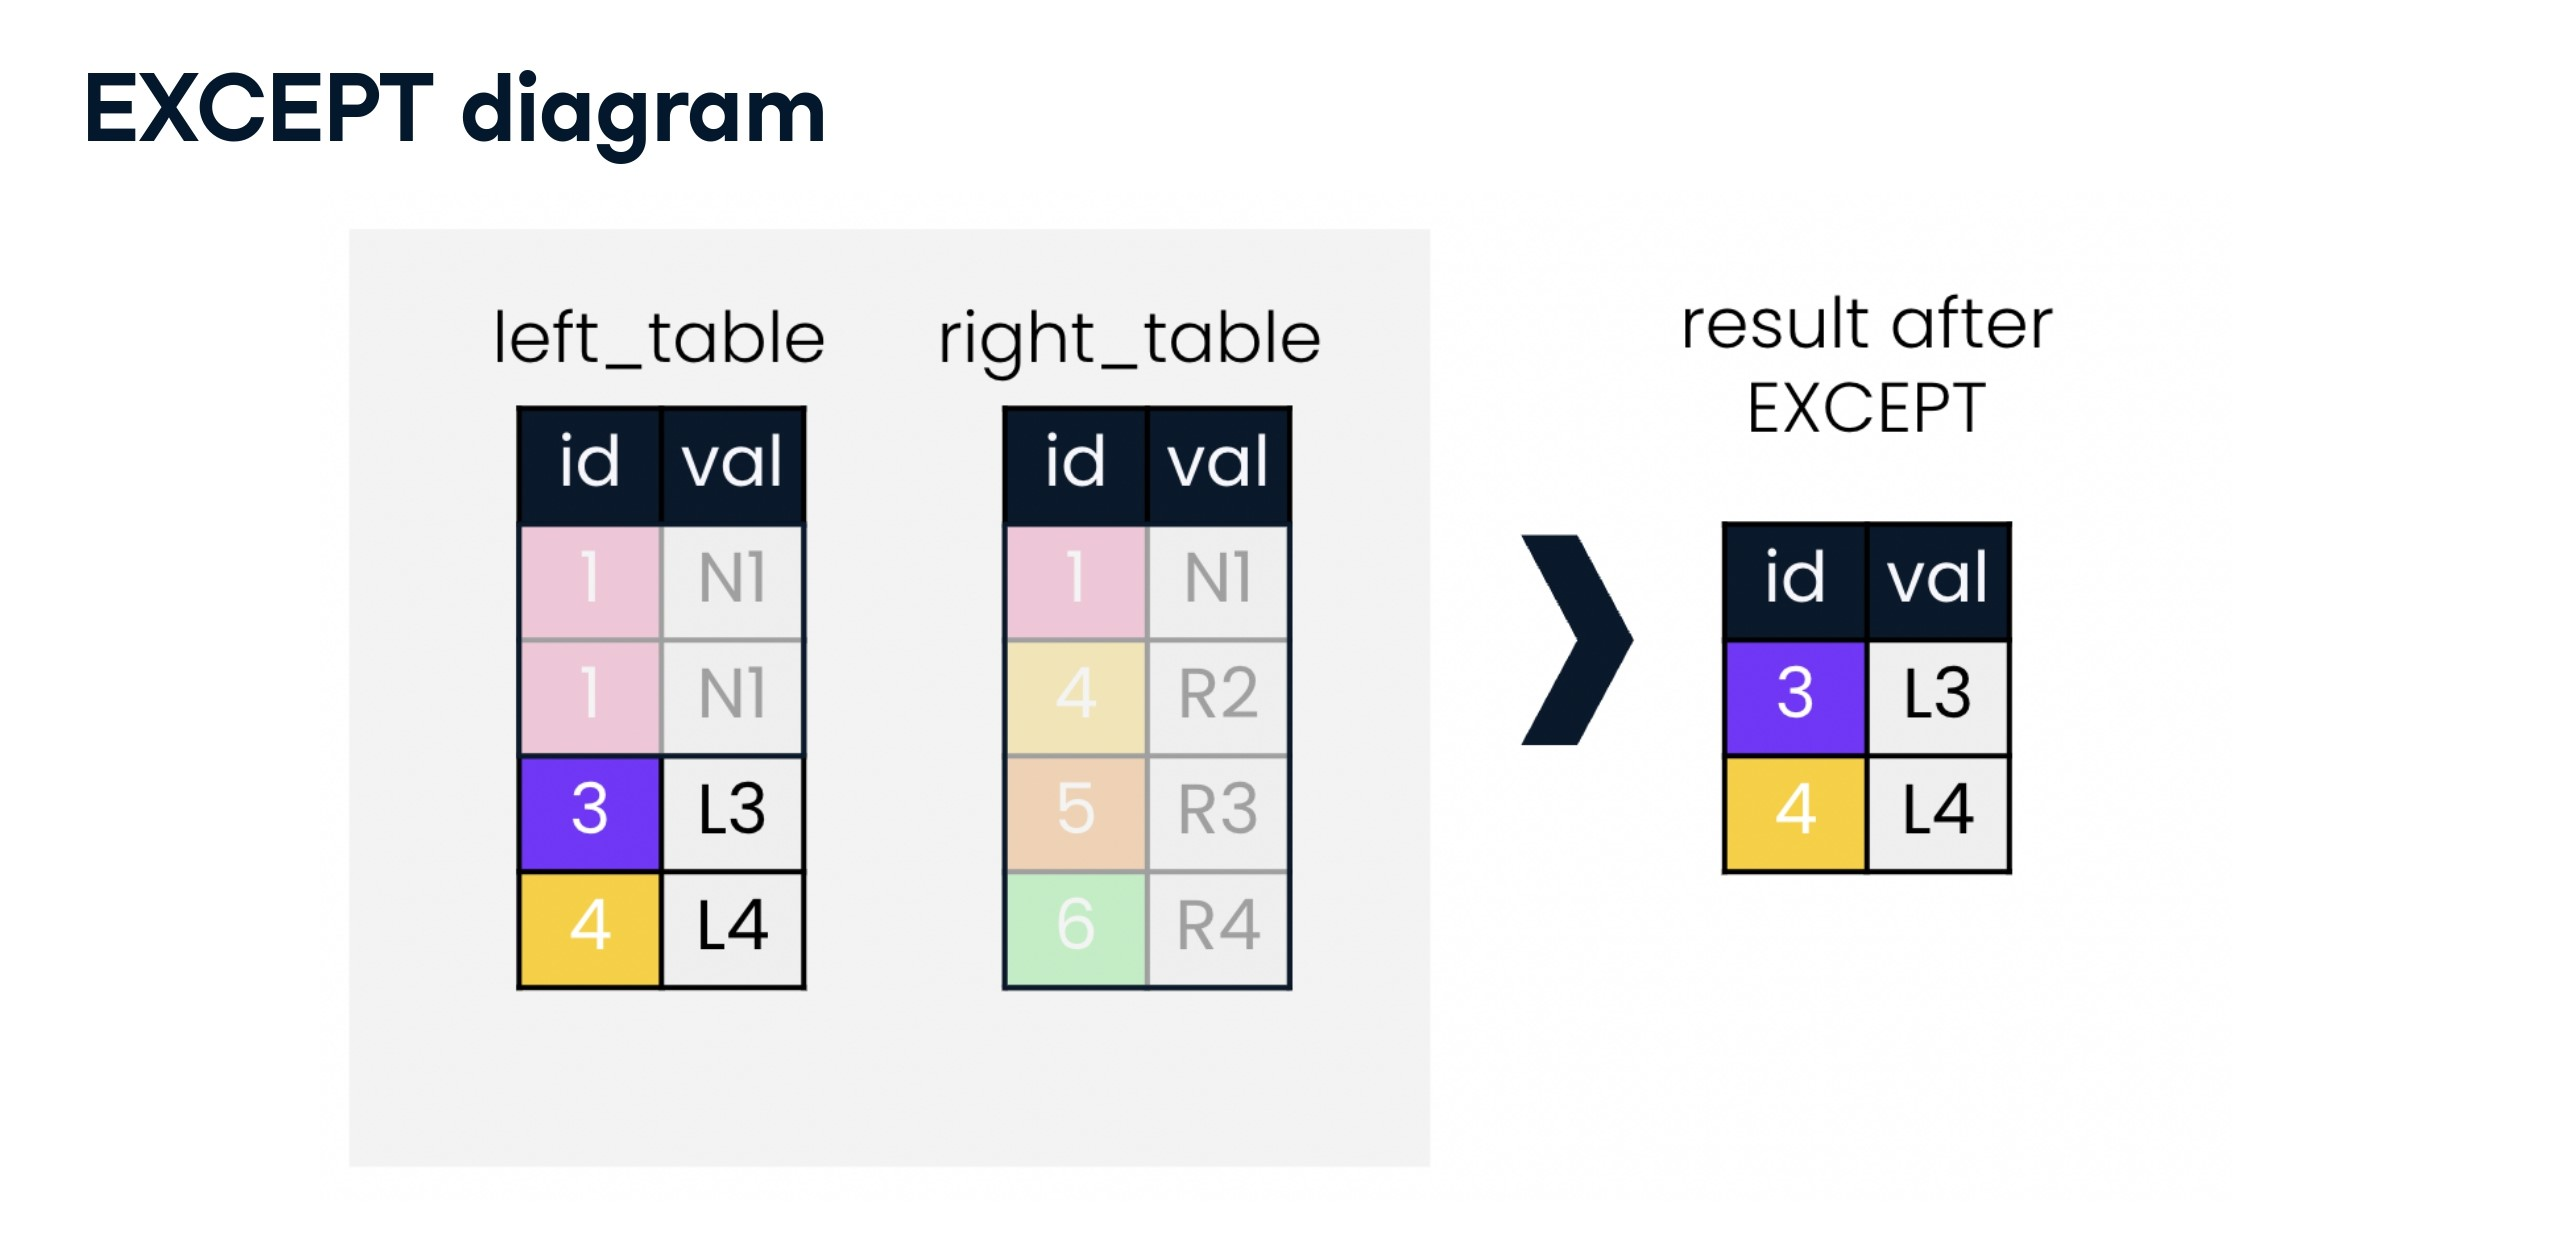 EXCEPT diagram
left_table
id val
1 N1
1 N1
3 L3
4 L4
right_table
id val
1 N1
4 R2
5 R3
6 R4
result after
EXCEPT
id val
3 L3
4 L4